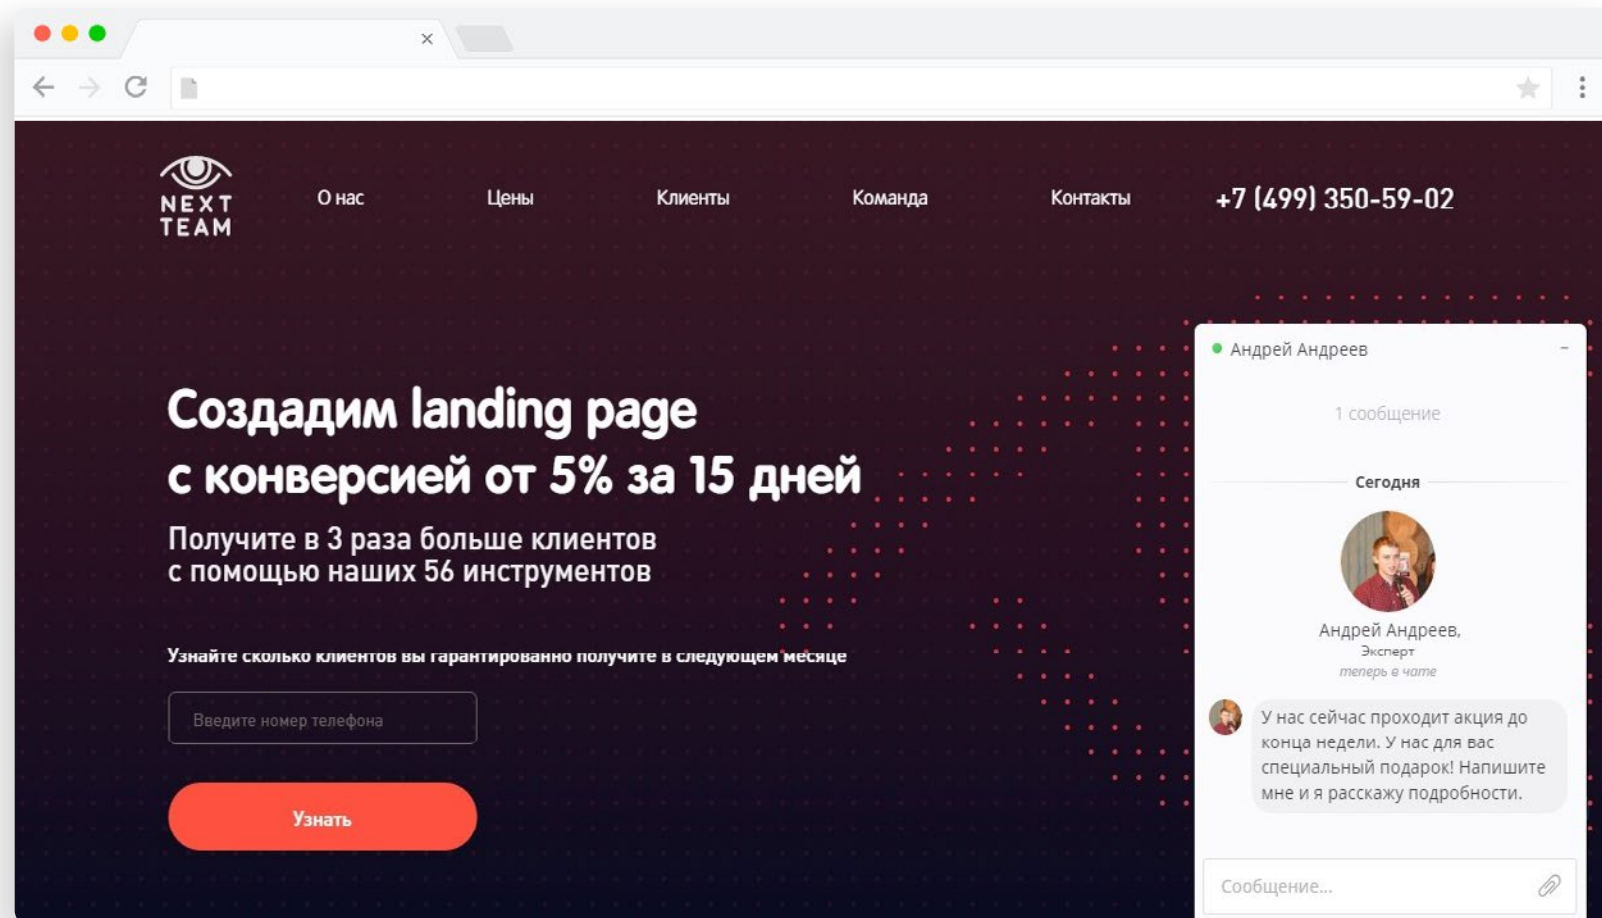 NEXT
TEAM
О нас
Цены
Клиенты
Команда
Контакты
+7 (499) 350-59-02
Создадим landing page
с конверсией от 5% за 15 дней
Получите в 3 раза больше клиентов
с помощью наших 56 инструментов
Узнайте сколько клиентов вы гарантированно получите в следующем месяце
Введите номер телефона
Узнать
Андрей Андреев
1 сообщение
Сегодня
Андрей Андреев,
Эксперт
теперь в чате
У нас сейчас проходит акция до
конца недели. У нас для вас
специальный подарок! Напишите
мне и я расскажу подробности.
Сообщение...